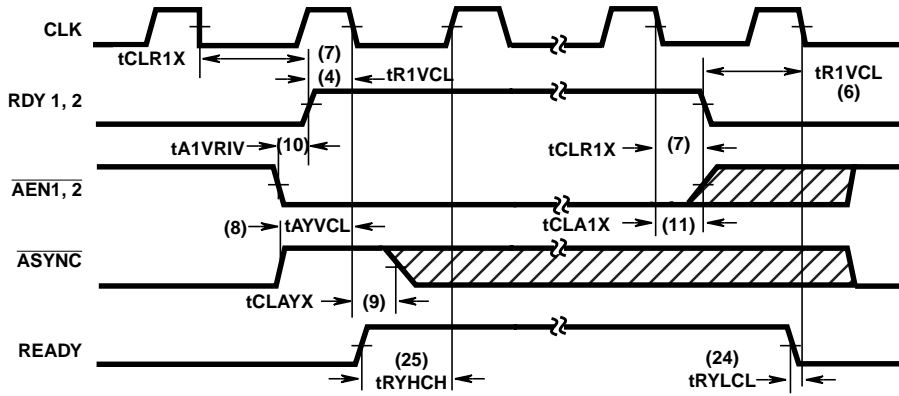 CLK
tCLR1X
(7)
(4)
tR1VCL
tR1VCL
(6)
RDY 1, 2
tA1VRIV
(10)
tCLR1X
(7)
AEN1, 2
(8)
tAYVCL
tCLA1X
(11)
ASYNC
tCLAYX
(9)
READY
(25)
tRYHCH
(24)
tRYLCL